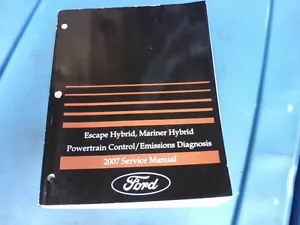 Escape Hybrid, Mariner Hybrid
Powertrain Control/Emissions Diagnosis
2007 Service Manual
Ford